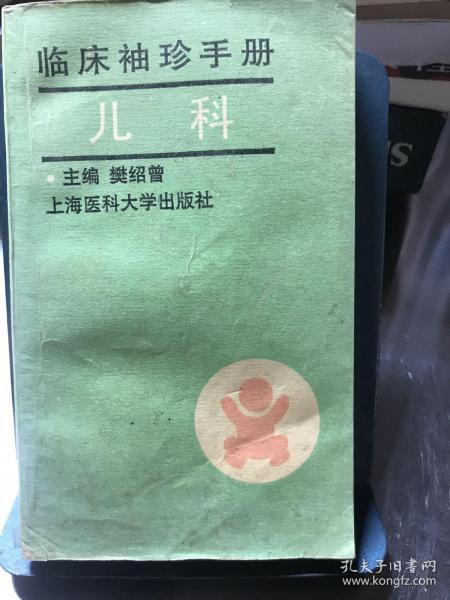 临床袖珍手册
儿科
·主编 樊绍曾
上海医科大学出版社
孔夫子旧书网
www.kongfz.com